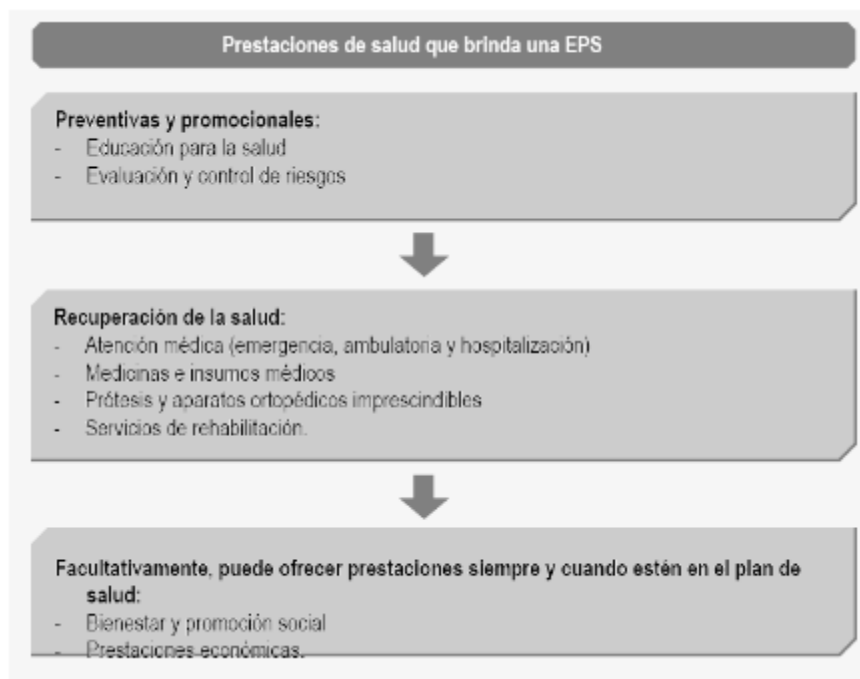 Prestaciones de salud que brinda una EPS
Preventivas y promocionales:
- Educación para la salud
- Evaluación y control de riesgos
Recuperación de la salud:
- Atención médica (emergencia, ambulatoria y hospitalización)
- Medicinas e insumos médicos
- Prótesis y aparatos ortopédicos imprescindibles
- Servicios de rehabilitación.
Facultativamente, puede ofrecer prestaciones siempre y cuando estén en el plan de
salud:
- Bienestar y promoción social
- Prestaciones económicas.